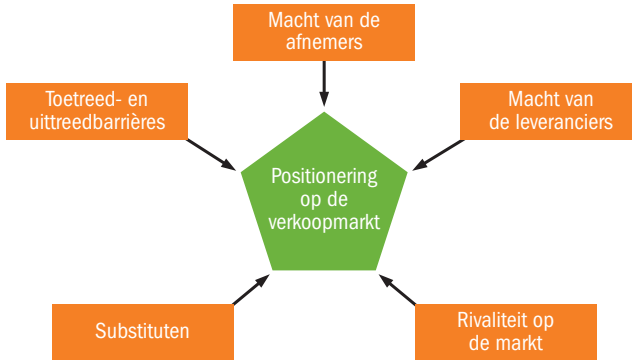 Macht van de
afnemers
Toetreed- en
uittreedbarrières
Macht van
de leveranciers
Positionering
op de
verkoopmarkt
Substituten
Rivaliteit op
de markt